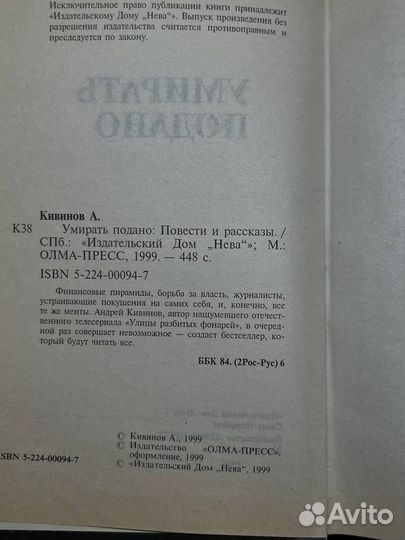 Исключительное право публикации книги принадлежит
«Издательскому Дому „Нева“». Выпуск произведения без
разрешения издательства считается противоправным и
преследуется по закону.
УМИРАТЬ
ПОДАНО
Кивинов А.
К38 Умирать подано: Повести и рассказы. /
СПб.: «Издательский Дом „Нева“»; М.:
ОЛМА-ПРЕСС, 1999. — 448 с.
ISBN 5-224-00094-7
Финансовые пирамиды, борьба за власть, журналисты,
устраивающие покушения на самих себя, и, конечно, все
те же менты. Андрей Кивинов, автор нашумевшего отечест-
венного телесериала «Улицы разбитых фонарей», в очеред-
ной раз совершает невозможное — создает бестселлер, ко-
торый будут читать все.
ББК 84. (2Рос-Рус) 6
© Кивинов А., 1999
© Издательство «ОЛМА-ПРЕСС»,
оформление, 1999
© «Издательский Дом „Нева“, 1999
ISBN 5-224-00094-7
Avito